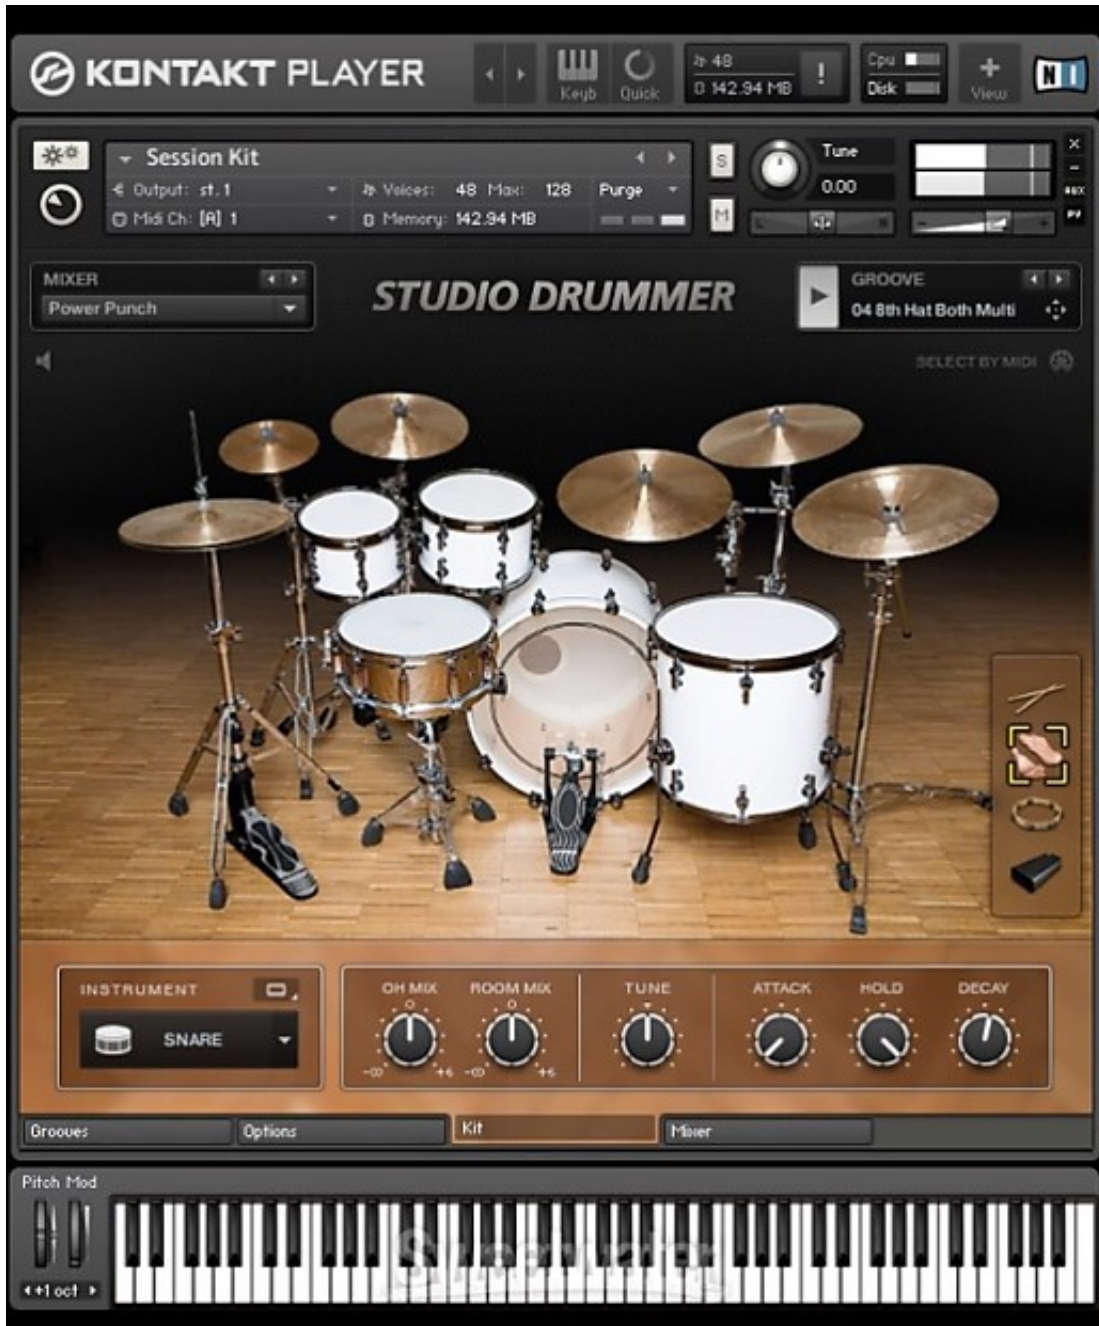 KONTAKT PLAYER
Keyb
Quick
48
142.94 MB
!
Cpu
Disk
+
View
NI
Session Kit
Output: st.1
Voices: 48 Max: 128
Purge
Midi Ch: [A] 1
Memory: 142.94 MB
S
M
Tune
0.00
L
R
-
+
×
-
AUX
PV
MIXER
Power Punch
STUDIO DRUMMER
GROOVE
04 8th Hat Both Multi
SELECT BY MIDI
INSTRUMENT
SNARE
OH MIX
-∞ +6
ROOM MIX
-∞ +6
TUNE
ATTACK
HOLD
DECAY
Grooves
Options
Kit
Mixer
Pitch Mod
+1 oct
Sweetwater